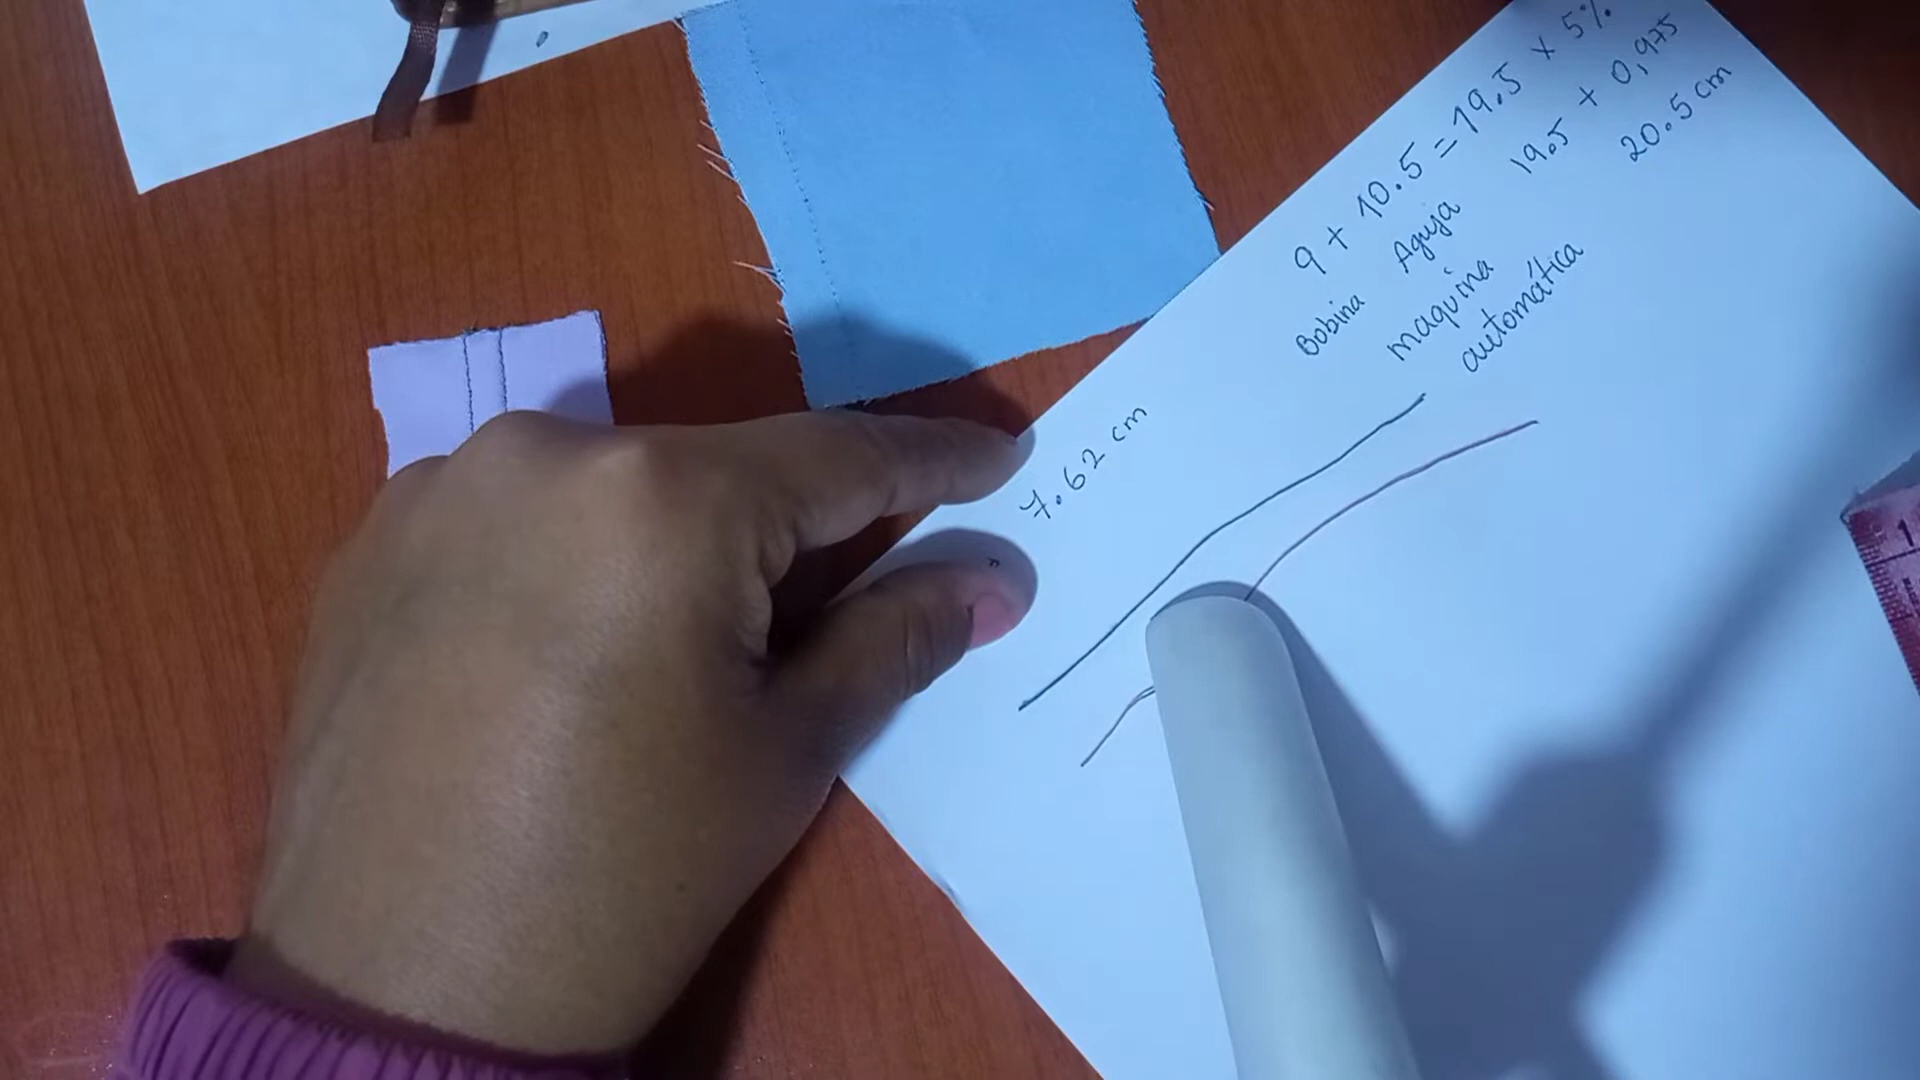 9 + 10.5 = 19.5 x 5%
Bobina Aguja 19.5 + 0,975
maquina 20.5 cm
automática
7.62 cm
1